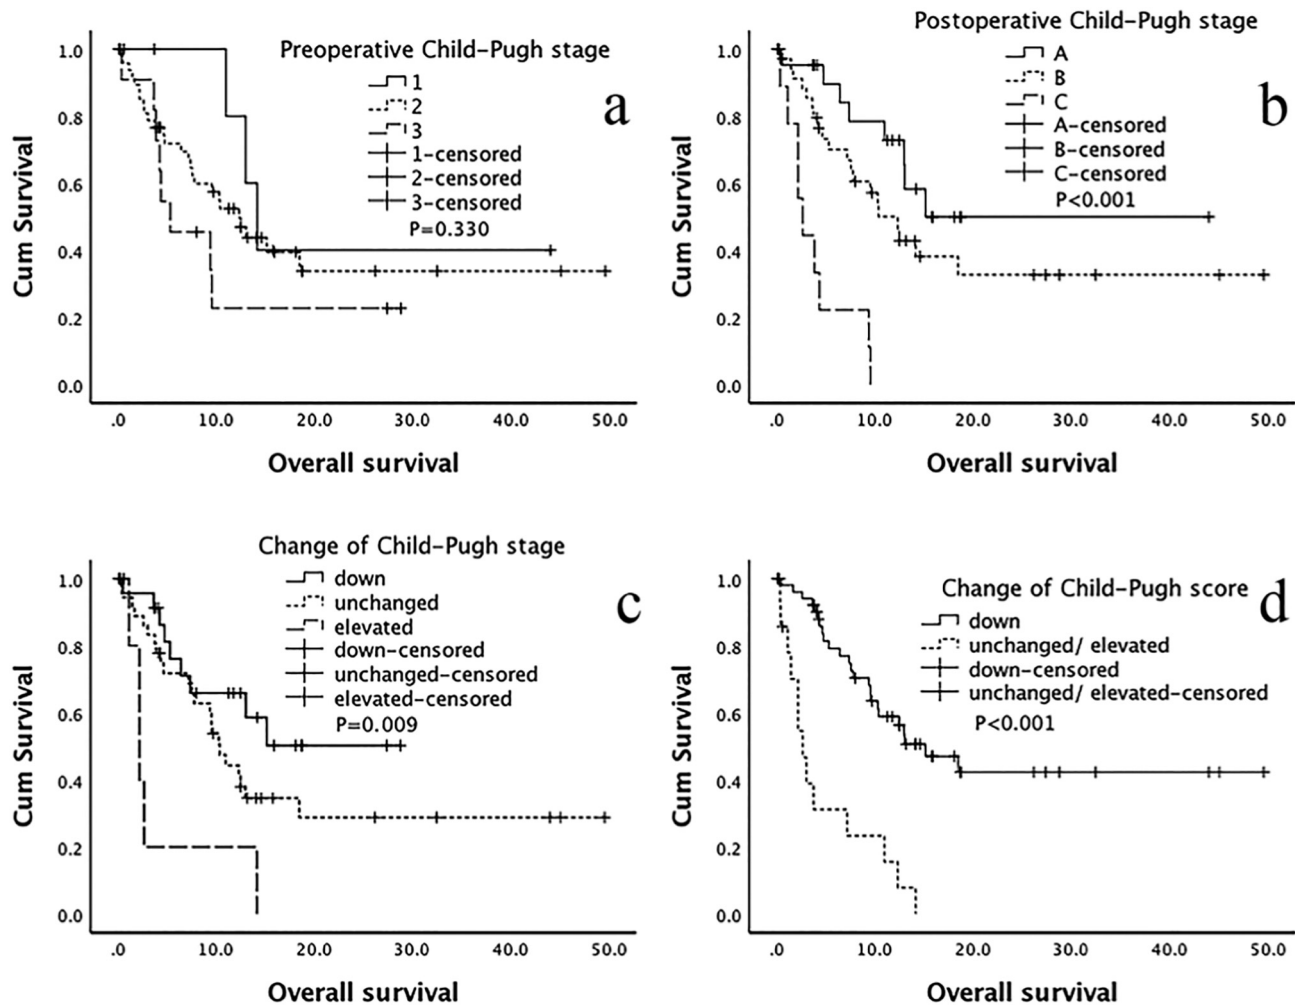 Preoperative Child-Pugh stage
1
2
3
1-censored
2-censored
3-censored
P=0.330
a
Cum Survival
1.0
0.8
0.6
0.4
0.2
0.0
.0 10.0 20.0 30.0 40.0 50.0
Overall survival
Postoperative Child-Pugh stage
A
B
C
A-censored
B-censored
C-censored
P<0.001
b
Cum Survival
1.0
0.8
0.6
0.4
0.2
0.0
.0 10.0 20.0 30.0 40.0 50.0
Overall survival
Change of Child-Pugh stage
down
unchanged
elevated
down-censored
unchanged-censored
elevated-censored
P=0.009
c
Cum Survival
1.0
0.8
0.6
0.4
0.2
0.0
.0 10.0 20.0 30.0 40.0 50.0
Overall survival
Change of Child-Pugh score
down
unchanged/ elevated
down-censored
unchanged/ elevated-censored
P<0.001
d
Cum Survival
1.0
0.8
0.6
0.4
0.2
0.0
.0 10.0 20.0 30.0 40.0 50.0
Overall survival